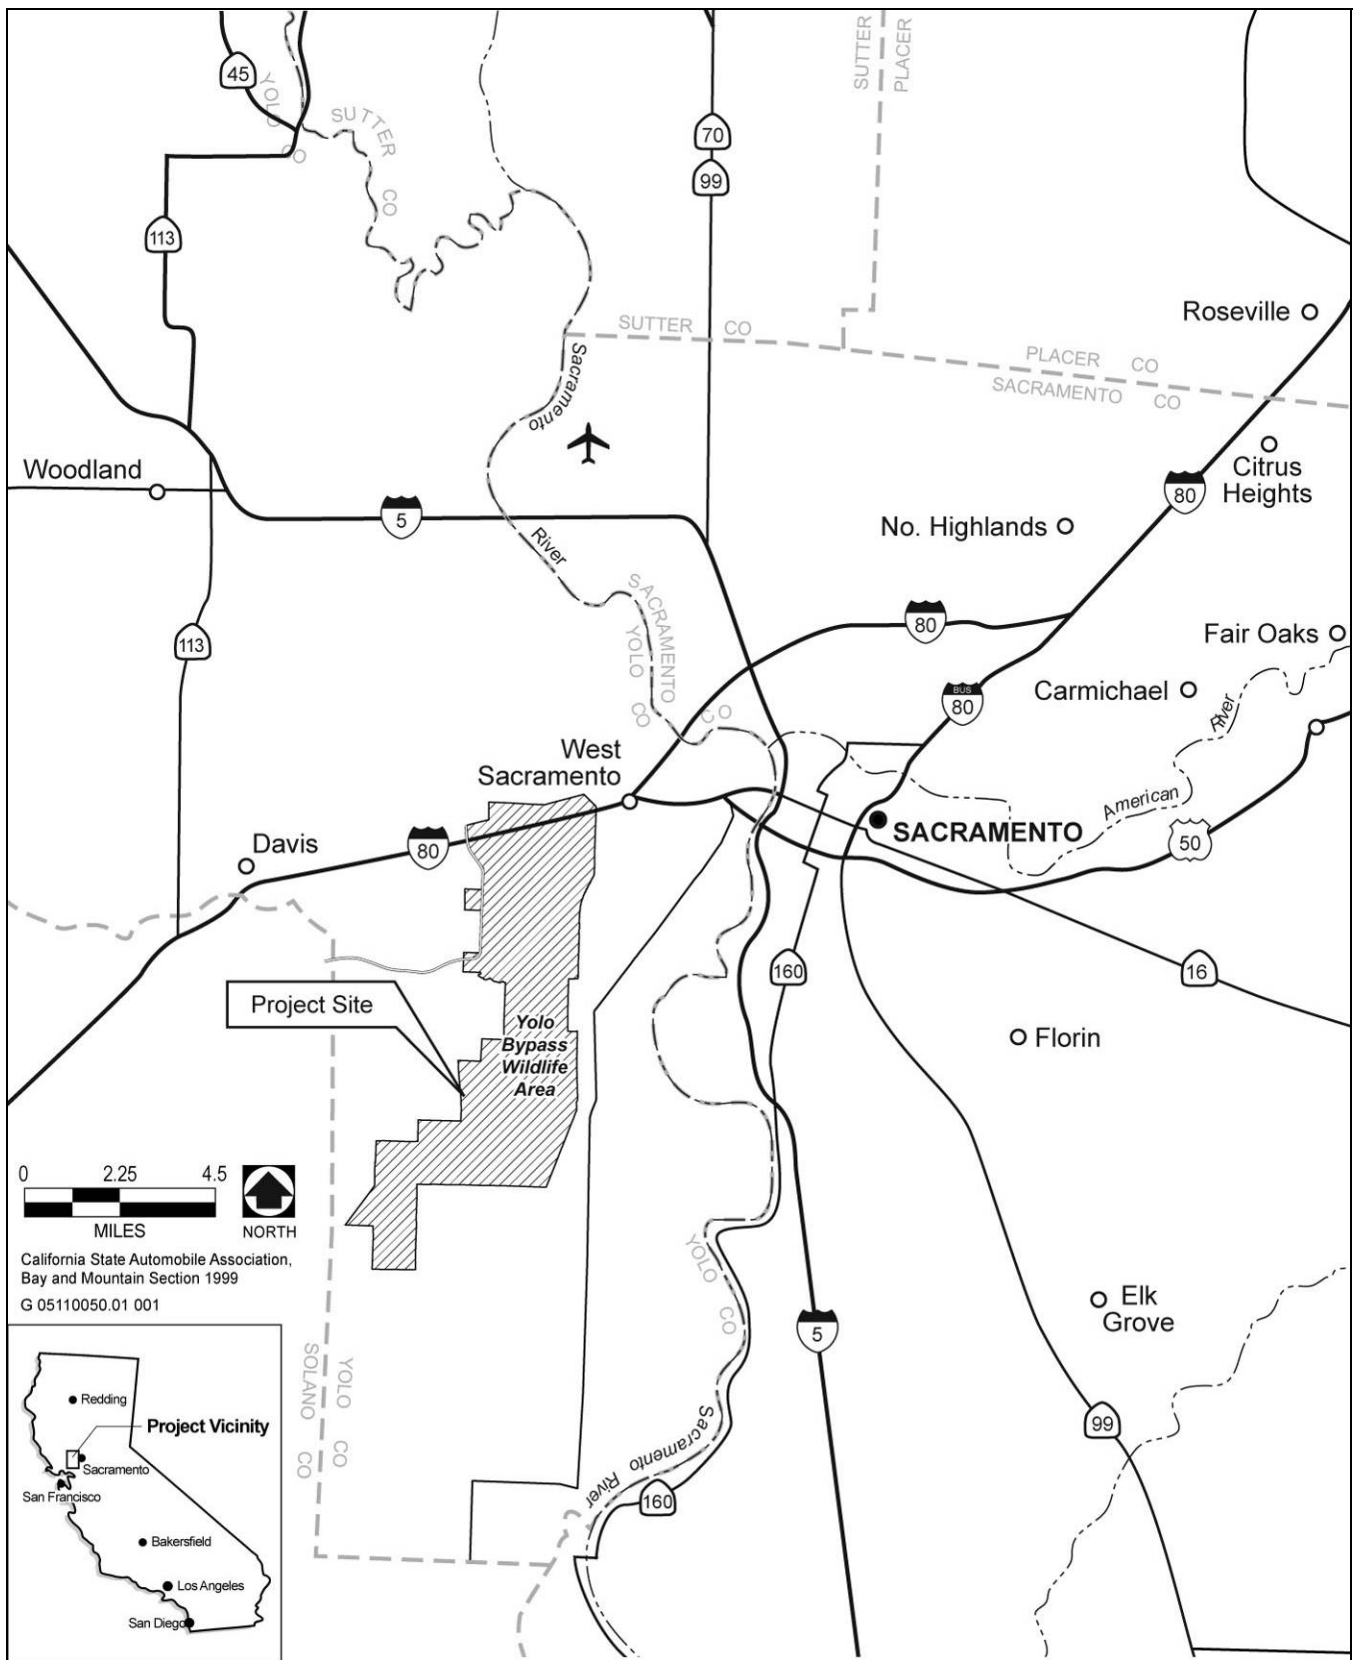 45
YOLO
CO
SUTTER
CO
SUTTER
PLACER
70
99
113
Roseville
SUTTER CO
PLACER CO
SACRAMENTO CO
Sacramento
River
Woodland
5
80
Citrus
Heights
No. Highlands
113
SACRAMENTO
CO
YOLO
CO
80
Fair Oaks
BUS
80
Carmichael
River
American
West
Sacramento
SACRAMENTO
Davis
80
50
160
16
Project Site
Yolo
Bypass
Wildlife
Area
Florin
0 2.25 4.5
MILES
NORTH
California State Automobile Association,
Bay and Mountain Section 1999
G 05110050.01 001
YOLO
CO
5
Elk
Grove
SOLANO CO
YOLO CO
99
Sacramento
River
160
Redding
Project Vicinity
Sacramento
San Francisco
Bakersfield
Los Angeles
San Diego